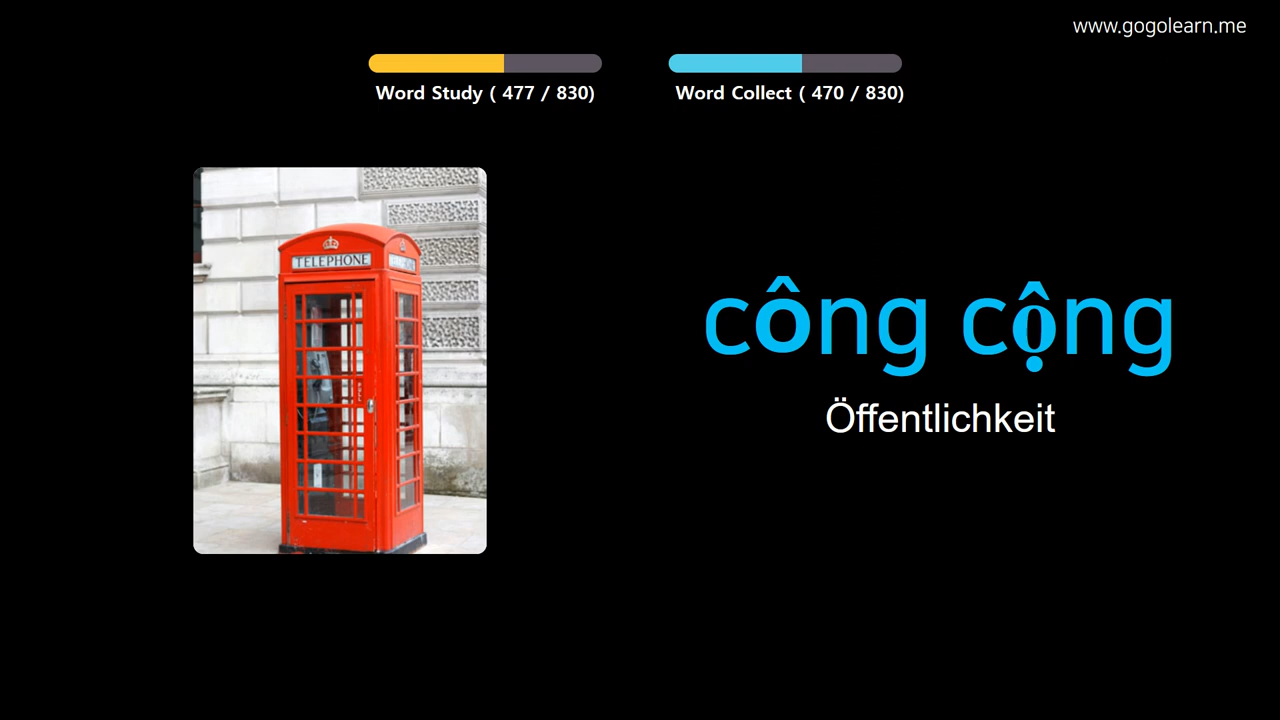 www.gogolearn.me
Word Study ( 477 / 830)
Word Collect ( 470 / 830)
TELEPHONE
công cộng
Öffentlichkeit